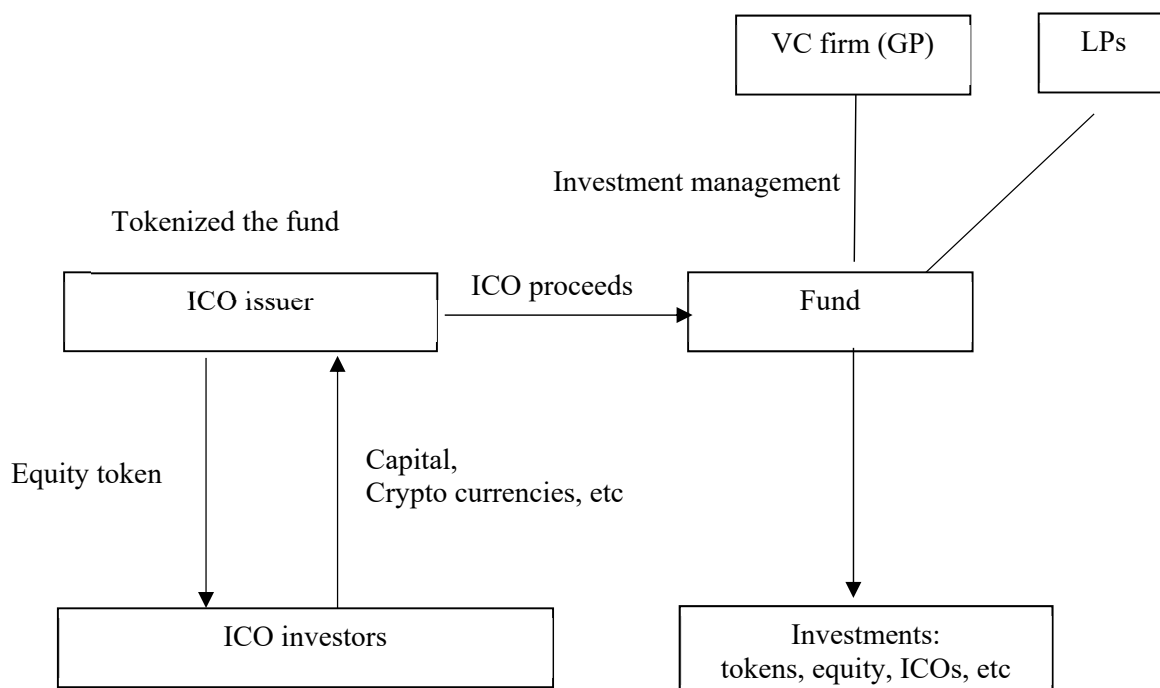 VC firm (GP)
LPs
Investment management
Tokenized the fund
ICO issuer
ICO proceeds
Fund
Equity token
Capital,
Crypto currencies, etc
ICO investors
Investments:
tokens, equity, ICOs, etc